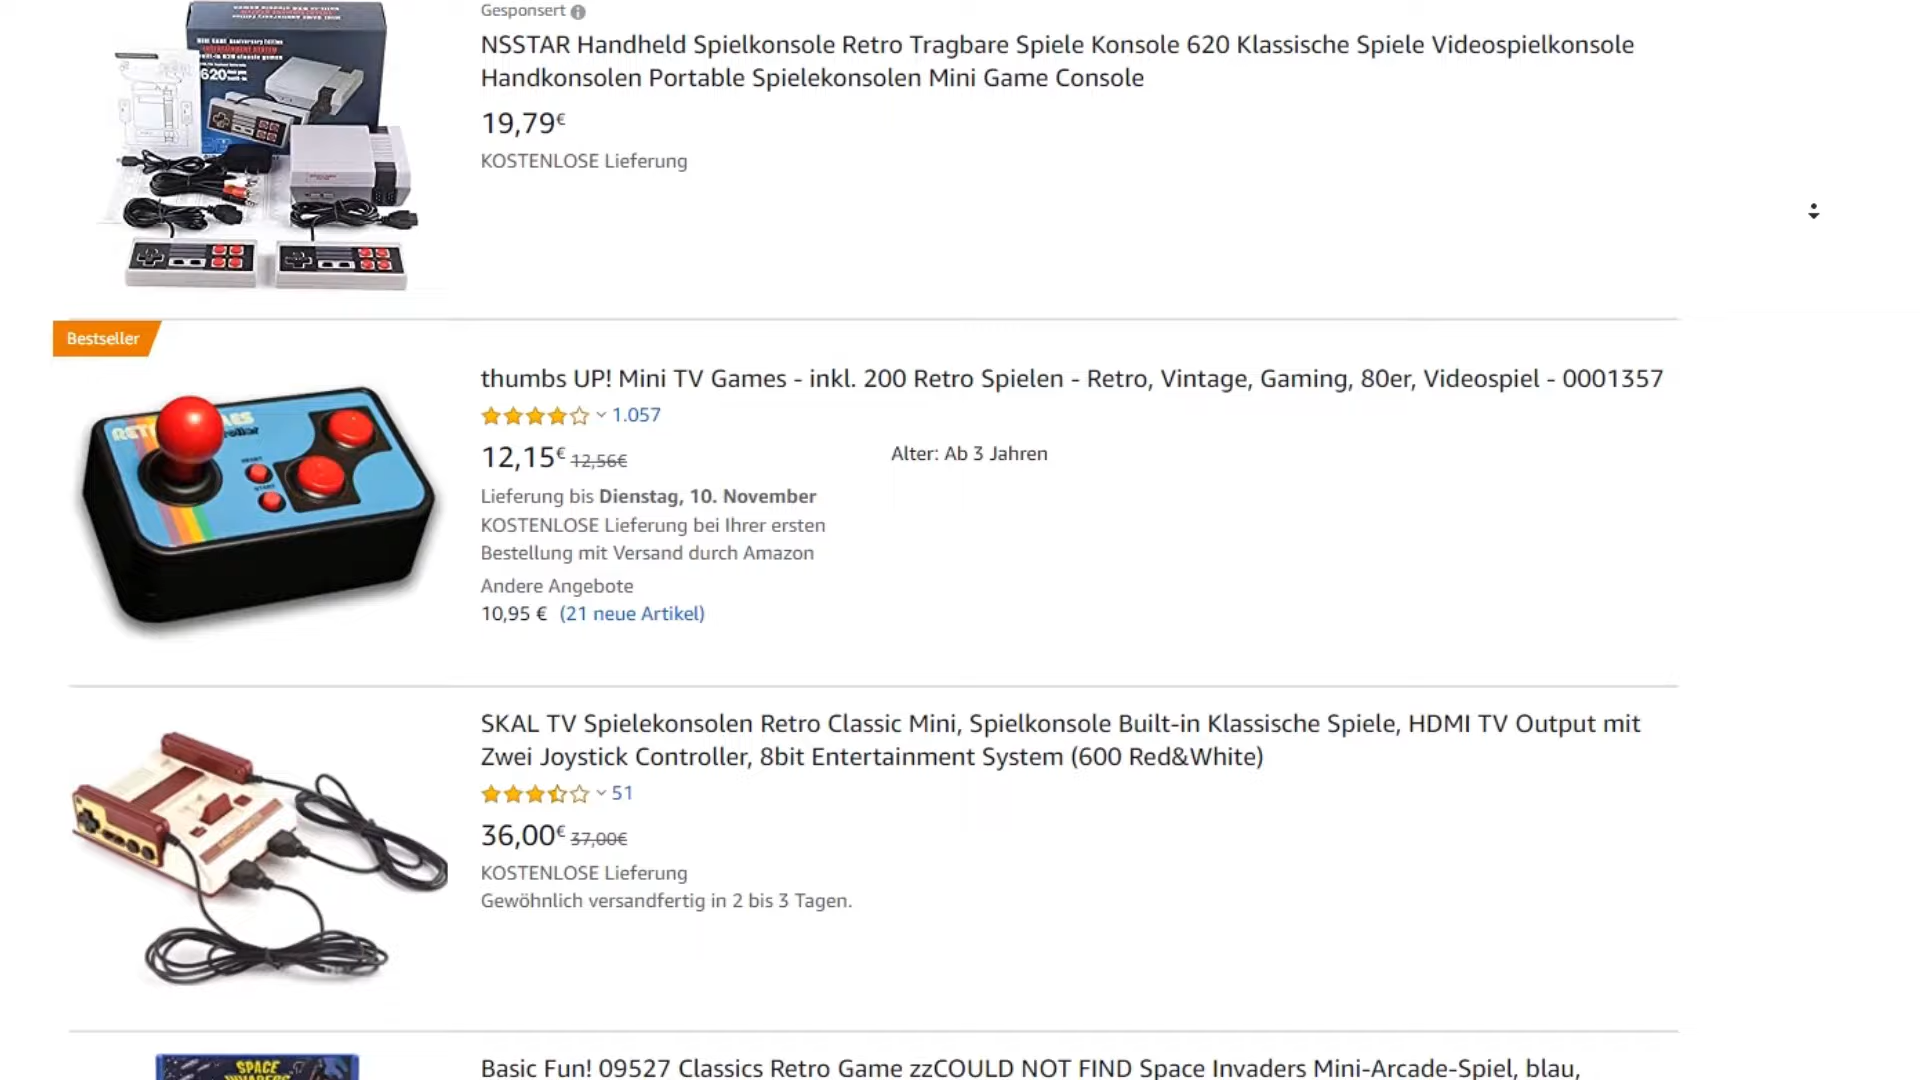 Gesponsert
NSSTAR Handheld Spielkonsole Retro Tragbare Spiele Konsole 620 Klassische Spiele Videospielkonsole
Handkonsolen Portable Spielekonsolen Mini Game Console
19,79€
KOSTENLOSE Lieferung
620
Bestseller
thumbs UP! Mini TV Games - inkl. 200 Retro Spielen - Retro, Vintage, Gaming, 80er, Videospiel - 0001357
1.057
12,15€ 12,56€
Alter: Ab 3 Jahren
Lieferung bis Dienstag, 10. November
KOSTENLOSE Lieferung bei Ihrer ersten
Bestellung mit Versand durch Amazon
Andere Angebote
10,95 € (21 neue Artikel)
SKAL TV Spielekonsolen Retro Classic Mini, Spielkonsole Built-in Klassische Spiele, HDMI TV Output mit
Zwei Joystick Controller, 8bit Entertainment System (600 Red&White)
51
36,00€ 37,00€
KOSTENLOSE Lieferung
Gewöhnlich versandfertig in 2 bis 3 Tagen.
SPACE
Basic Fun! 09527 Classics Retro Game zzCOULD NOT FIND Space Invaders Mini-Arcade-Spiel, blau,